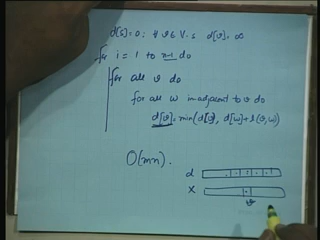 d[s]=0; ∀ v∈V-s d[v]=∞
for i = 1 to n-1 do
for all v do
for all w in adjacent to v do
d[v]=min(d[v], d[w]+l(v,w))
O(mn).
d
X
v